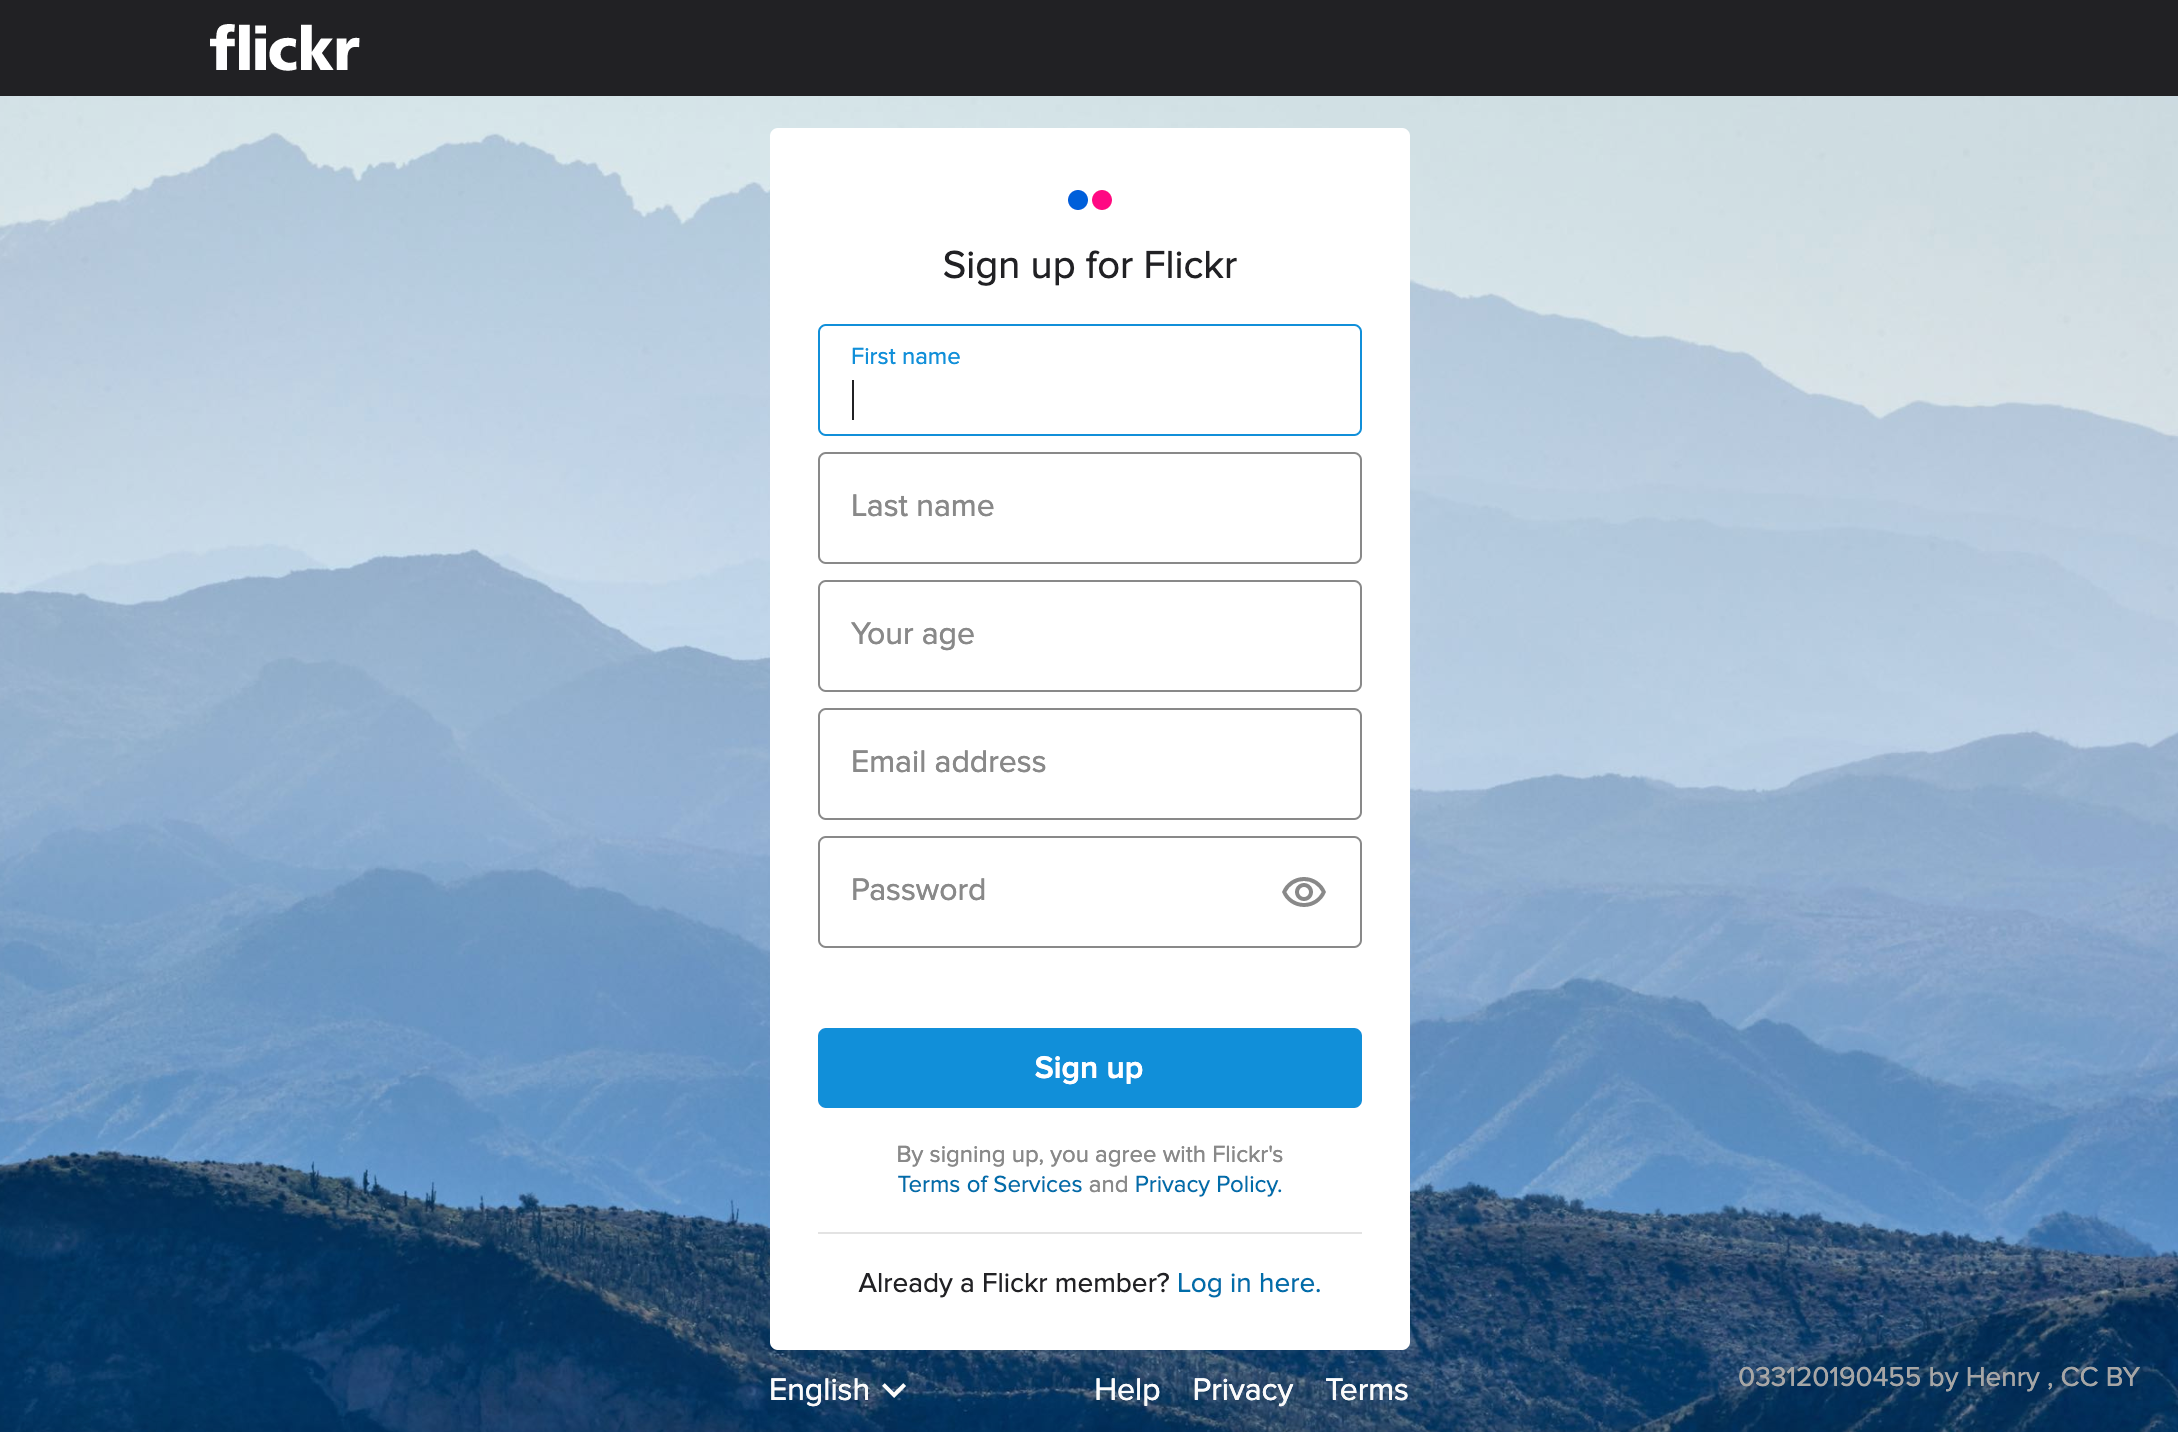 flickr
Sign up for Flickr
First name
Last name
Your age
Email address
Password
Sign up
By signing up, you agree with Flickr's
Terms of Services and Privacy Policy.
Already a Flickr member? Log in here.
English Help Privacy Terms
033120190455 by Henry , CC BY